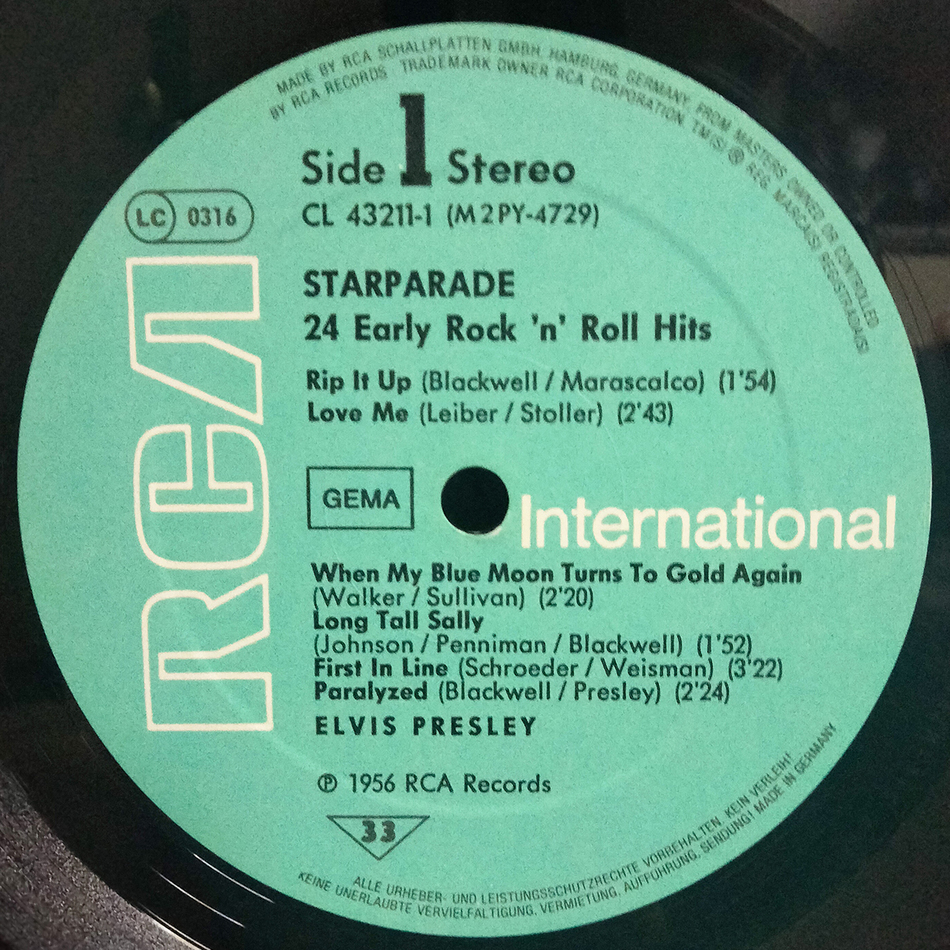 MADE BY RCA SCHALLPLATTEN GMBH, HAMBURG, GERMANY, FROM MASTERS OWNED OR CONTROLLED
BY RCA RECORDS TRADEMARK OWNER RCA CORPORATION TM(S) ® REG. MARCA(S) REGISTRADA(S)
Side 1 Stereo
LC 0316
CL 43211-1 (M2PY-4729)
STARPARADE
24 Early Rock 'n' Roll Hits
Rip It Up (Blackwell / Marascalco) (1'54)
Love Me (Leiber / Stoller) (2'43)
RCA
GEMA
International
When My Blue Moon Turns To Gold Again
(Walker / Sullivan) (2'20)
Long Tall Sally
(Johnson / Penniman / Blackwell) (1'52)
First In Line (Schroeder / Weisman) (3'22)
Paralyzed (Blackwell / Presley) (2'24)
ELVIS PRESLEY
℗ 1956 RCA Records
33
ALLE URHEBER- UND LEISTUNGSSCHUTZRECHTE VORBEHALTEN. KEIN VERLEIH!
KEINE UNERLAUBTE VERVIELFÄLTIGUNG, VERMIETUNG, AUFFÜHRUNG, SENDUNG! MADE IN GERMANY